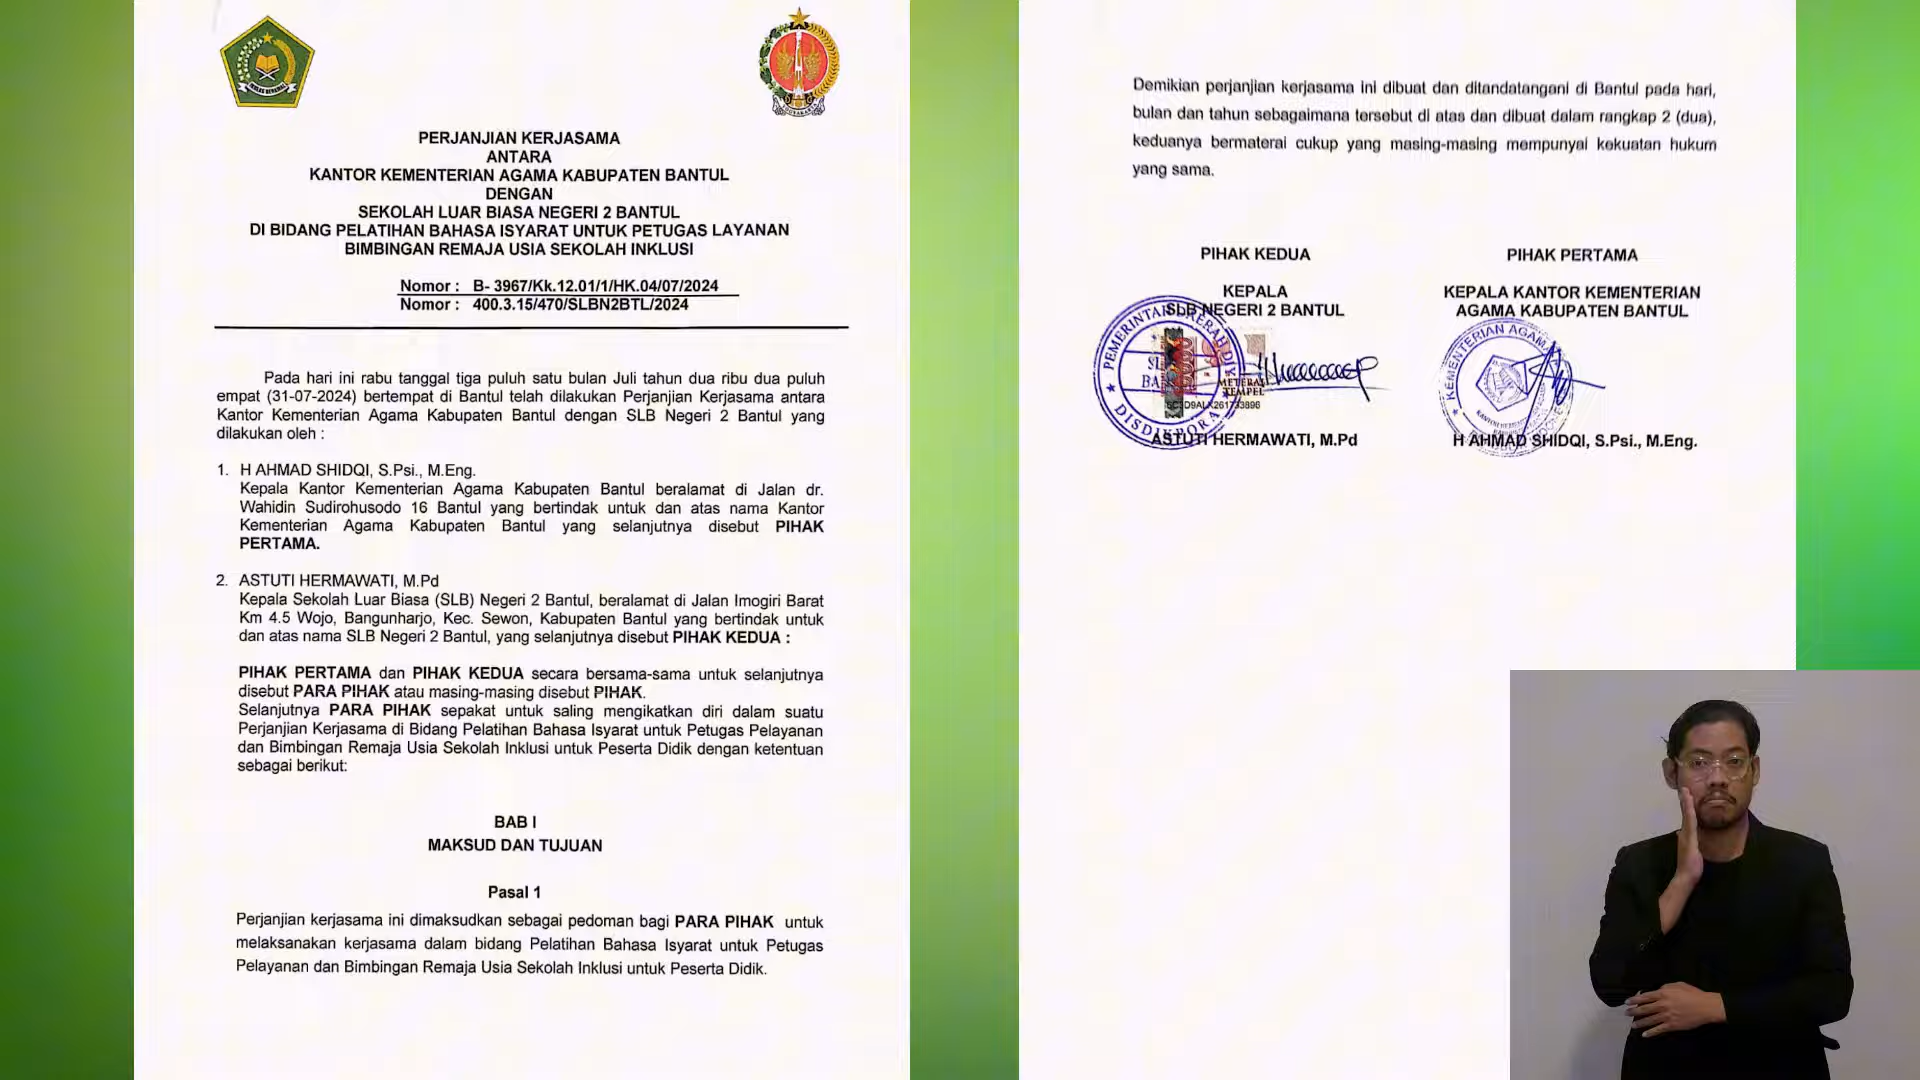 PERJANJIAN KERJASAMA
ANTARA
KANTOR KEMENTERIAN AGAMA KABUPATEN BANTUL
DENGAN
SEKOLAH LUAR BIASA NEGERI 2 BANTUL
DI BIDANG PELATIHAN BAHASA ISYARAT UNTUK PETUGAS LAYANAN
BIMBINGAN REMAJA USIA SEKOLAH INKLUSI
Nomor : B- 3967/Kk.12.01/1/HK.04/07/2024
Nomor : 400.3.15/470/SLBN2BTL/2024
Pada hari ini rabu tanggal tiga puluh satu bulan Juli tahun dua ribu dua puluh
empat (31-07-2024) bertempat di Bantul telah dilakukan Perjanjian Kerjasama antara
Kantor Kementerian Agama Kabupaten Bantul dengan SLB Negeri 2 Bantul yang
dilakukan oleh :
1. H AHMAD SHIDQI, S.Psi., M.Eng.
Kepala Kantor Kementerian Agama Kabupaten Bantul beralamat di Jalan dr.
Wahidin Sudirohusodo 16 Bantul yang bertindak untuk dan atas nama Kantor
Kementerian Agama Kabupaten Bantul yang selanjutnya disebut PIHAK
PERTAMA.
2. ASTUTI HERMAWATI, M.Pd
Kepala Sekolah Luar Biasa (SLB) Negeri 2 Bantul, beralamat di Jalan Imogiri Barat
Km 4.5 Wojo, Bangunharjo, Kec. Sewon, Kabupaten Bantul yang bertindak untuk
dan atas nama SLB Negeri 2 Bantul, yang selanjutnya disebut PIHAK KEDUA :
PIHAK PERTAMA dan PIHAK KEDUA secara bersama-sama untuk selanjutnya
disebut PARA PIHAK atau masing-masing disebut PIHAK.
Selanjutnya PARA PIHAK sepakat untuk saling mengikatkan diri dalam suatu
Perjanjian Kerjasama di Bidang Pelatihan Bahasa Isyarat untuk Petugas Pelayanan
dan Bimbingan Remaja Usia Sekolah Inklusi untuk Peserta Didik dengan ketentuan
sebagai berikut:
BAB I
MAKSUD DAN TUJUAN
Pasal 1
Perjanjian kerjasama ini dimaksudkan sebagai pedoman bagi PARA PIHAK untuk
melaksanakan kerjasama dalam bidang Pelatihan Bahasa Isyarat untuk Petugas
Pelayanan dan Bimbingan Remaja Usia Sekolah Inklusi untuk Peserta Didik.
Demikian perjanjian kerjasama ini dibuat dan ditandatangani di Bantul pada hari,
bulan dan tahun sebagaimana tersebut di atas dan dibuat dalam rangkap 2 (dua),
keduanya bermaterai cukup yang masing-masing mempunyai kekuatan hukum
yang sama.
PIHAK KEDUA
KEPALA
SLB NEGERI 2 BANTUL
METERAI
TEMPEL
DISDIKPORA
ASTUTI HERMAWATI, M.Pd
PIHAK PERTAMA
KEPALA KANTOR KEMENTERIAN
AGAMA KABUPATEN BANTUL
KEMENTERIAN AGAMA
H AHMAD SHIDQI, S.Psi., M.Eng.